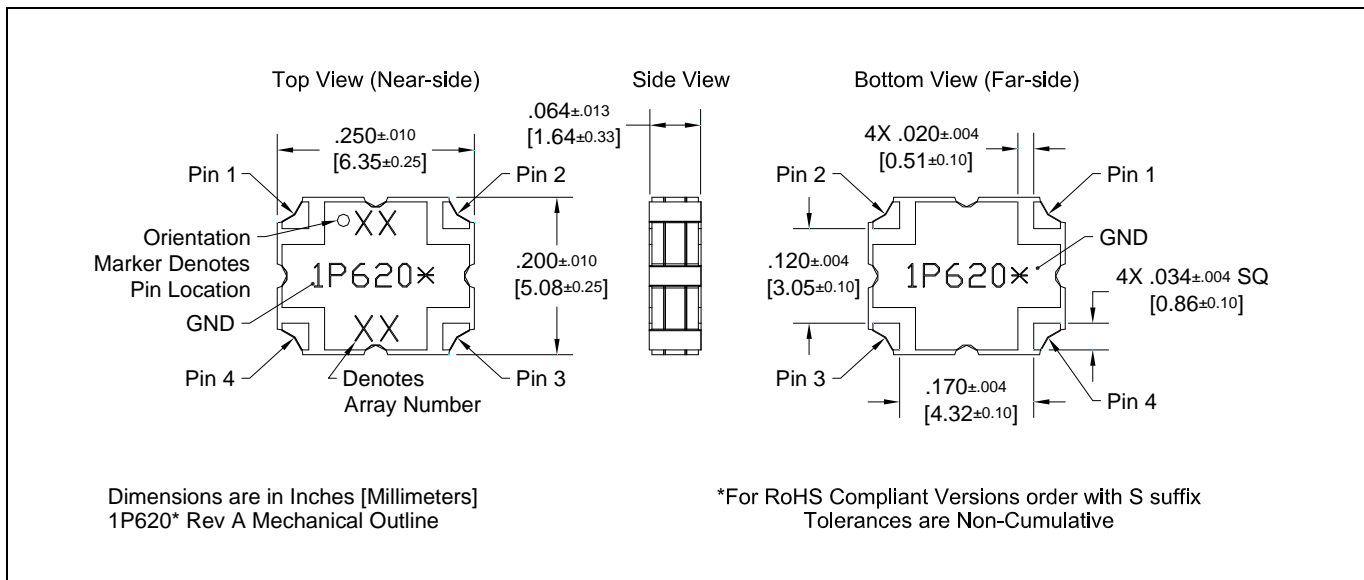 Top View (Near-side)
Side View
Bottom View (Far-side)
.250±.010
[6.35±0.25]
.064±.013
[1.64±0.33]
4X .020±.004
[0.51±0.10]
Pin 1
Pin 2
Pin 2
Pin 1
Orientation
Marker Denotes
Pin Location
XX
1P620*
XX
GND
.200±.010
[5.08±0.25]
.120±.004
[3.05±0.10]
1P620*
GND
4X .034±.004 SQ
[0.86±0.10]
Pin 4
Denotes
Array Number
Pin 3
Pin 3
.170±.004
[4.32±0.10]
Pin 4
Dimensions are in Inches [Millimeters]
1P620* Rev A Mechanical Outline
*For RoHS Compliant Versions order with S suffix
Tolerances are Non-Cumulative